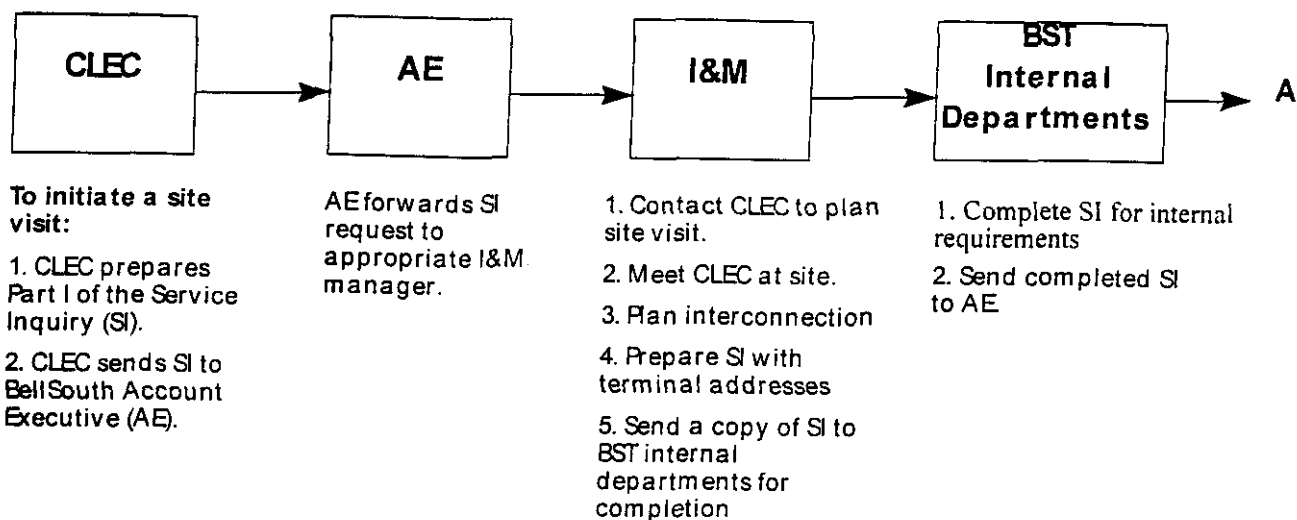 CLEC
AE
I&M
BST
Internal
Departments
A
To initiate a site
visit:
1. CLEC prepares
Part I of the Service
Inquiry (SI).
2. CLEC sends SI to
BellSouth Account
Executive (AE).
AE forwards SI
request to
appropriate I&M
manager.
1. Contact CLEC to plan
site visit.
2. Meet CLEC at site.
3. Plan interconnection
4. Prepare SI with
terminal addresses
5. Send a copy of SI to
BST internal
departments for
completion
1. Complete SI for internal
requirements
2. Send completed SI
to AE